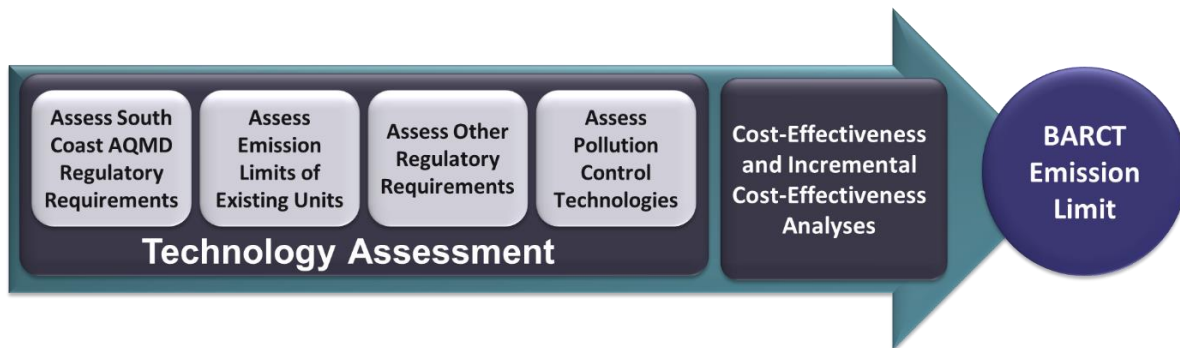 Assess South
Coast AQMD
Regulatory
Requirements
Assess
Emission
Limits of
Existing Units
Assess Other
Regulatory
Requirements
Assess
Pollution
Control
Technologies
Technology Assessment
Cost-Effectiveness
and Incremental
Cost-Effectiveness
Analyses
BARCT
Emission
Limit